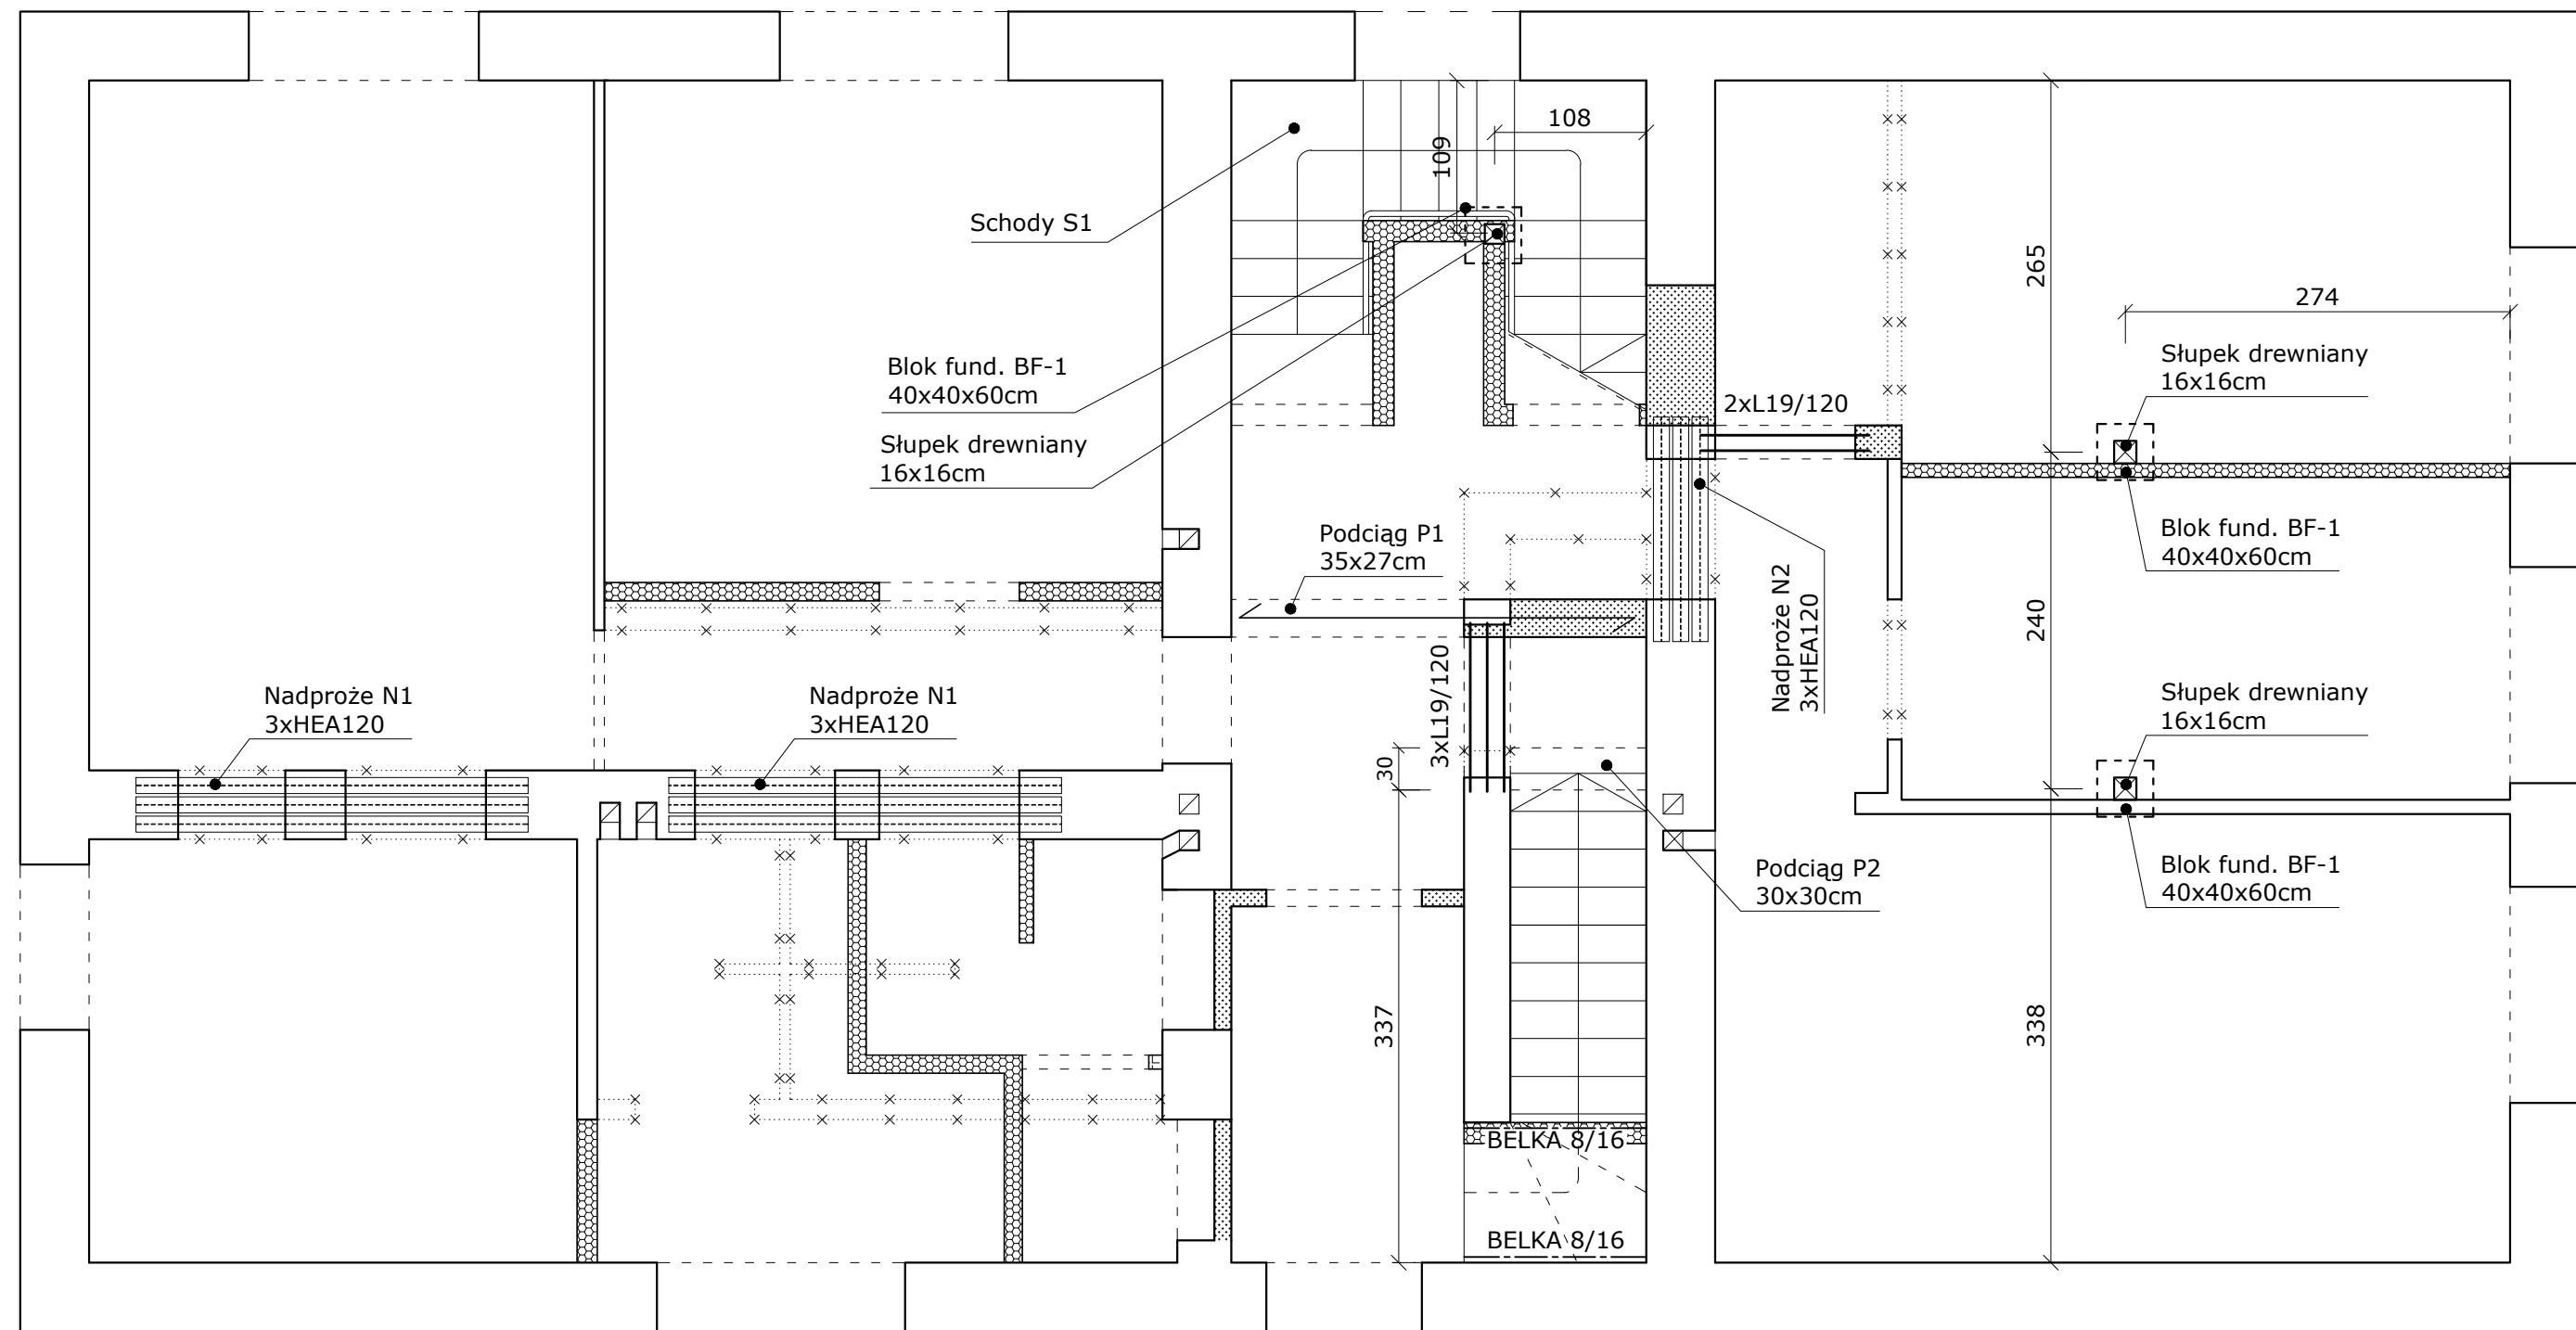 108
109
Schody S1
265
274
Słupek drewniany
16x16cm
Blok fund. BF-1
40x40x60cm
2xL19/120
Słupek drewniany
16x16cm
Podciąg P1
35x27cm
Blok fund. BF-1
40x40x60cm
Nadproże N2
3xHEA120
240
3xL19/120
Nadproże N1
3xHEA120
Nadproże N1
3xHEA120
Słupek drewniany
16x16cm
30
Podciąg P2
30x30cm
Blok fund. BF-1
40x40x60cm
337
338
BELKA 8/16
BELKA 8/16